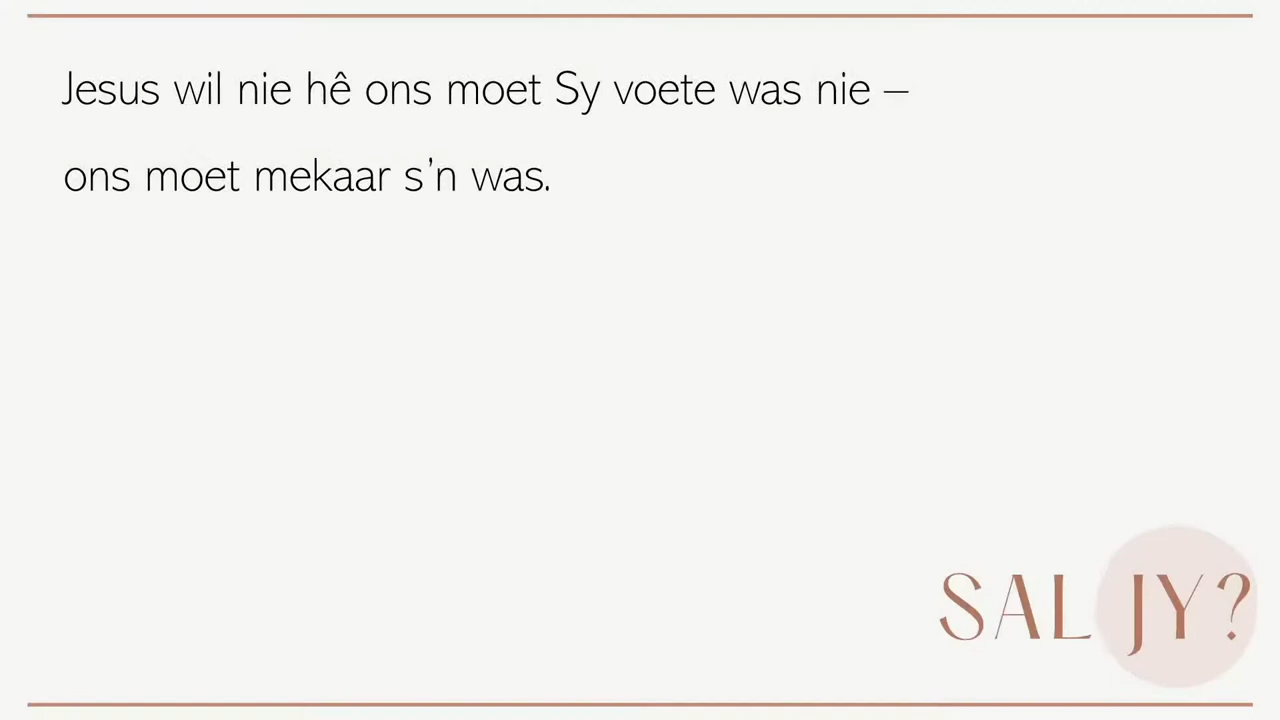 Jesus wil nie hê ons moet Sy voete was nie –
ons moet mekaar s’n was.
SAL JY?